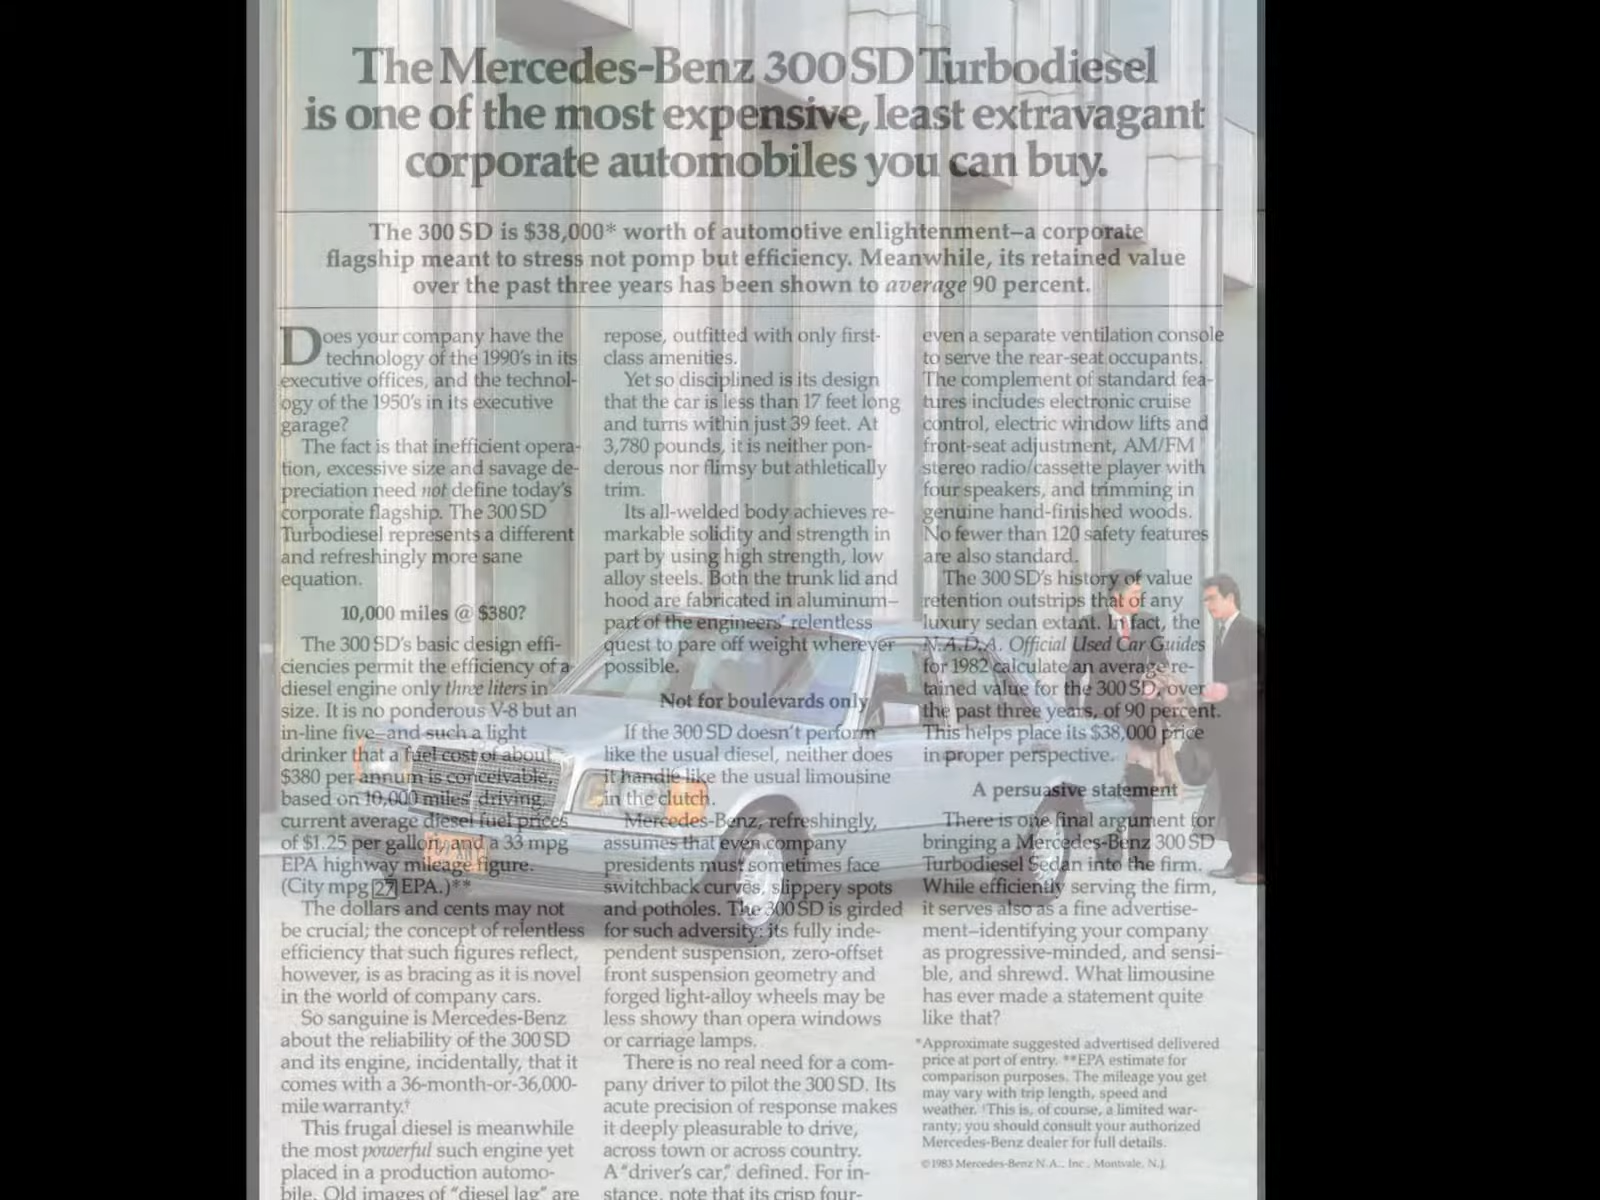 The Mercedes-Benz 300 SD Turbodiesel
is one of the most expensive, least extravagant
corporate automobiles you can buy.
The 300 SD is $38,000* worth of automotive enlightenment–a corporate
flagship meant to stress not pomp but efficiency. Meanwhile, its retained value
over the past three years has been shown to average 90 percent.
Does your company have the
technology of the 1990's in its
executive offices, and the technol-
ogy of the 1950's in its executive
garage?
The fact is that inefficient opera-
tion, excessive size and savage de-
preciation need not define today's
corporate flagship. The 300 SD
Turbodiesel represents a different
and refreshingly more sane
equation.
10,000 miles @ $380?
The 300 SD's basic design effi-
ciencies permit the efficiency of a
diesel engine only three liters in
size. It is no ponderous V-8 but an
in-line five–and such a light
drinker that a fuel cost of about
$380 per annum is conceivable,
based on 10,000 miles' driving,
current average diesel fuel prices
of $1.25 per gallon, and a 33 mpg
EPA highway mileage figure.
(City mpg 27 EPA.)**
The dollars and cents may not
be crucial; the concept of relentless
efficiency that such figures reflect,
however, is as bracing as it is novel
in the world of company cars.
So sanguine is Mercedes-Benz
about the reliability of the 300 SD
and its engine, incidentally, that it
comes with a 36-month-or-36,000-
mile warranty.†
This frugal diesel is meanwhile
the most powerful such engine yet
placed in a production automo-
bile. Old images of "diesel lag" are
repose, outfitted with only first-
class amenities.
Yet so disciplined is its design
that the car is less than 17 feet long
and turns within just 39 feet. At
3,780 pounds, it is neither pon-
derous nor flimsy but athletically
trim.
Its all-welded body achieves re-
markable solidity and strength in
part by using high strength, low
alloy steels. Both the trunk lid and
hood are fabricated in aluminum–
part of the engineers' relentless
quest to pare off weight wherever
possible.
Not for boulevards only
If the 300 SD doesn't perform
like the usual diesel, neither does
it handle like the usual limousine
in the clutch.
Mercedes-Benz, refreshingly,
assumes that even company
presidents must sometimes face
switchback curves, slippery spots
and potholes. The 300 SD is girded
for such adversity: its fully inde-
pendent suspension, zero-offset
front suspension geometry and
forged light-alloy wheels may be
less showy than opera windows
or carriage lamps.
There is no real need for a com-
pany driver to pilot the 300 SD. Its
acute precision of response makes
it deeply pleasurable to drive,
across town or across country.
A "driver's car," defined. For in-
stance, note that its crisp four-
even a separate ventilation console
to serve the rear-seat occupants.
The complement of standard fea-
tures includes electronic cruise
control, electric window lifts and
front-seat adjustment, AM/FM
stereo radio/cassette player with
four speakers, and trimming in
genuine hand-finished woods.
No fewer than 120 safety features
are also standard.
The 300 SD's history of value
retention outstrips that of any
luxury sedan extant. In fact, the
N.A.D.A. Official Used Car Guides
for 1982 calculate an average re-
tained value for the 300 SD, over
the past three years, of 90 percent.
This helps place its $38,000 price
in proper perspective.
A persuasive statement
There is one final argument for
bringing a Mercedes-Benz 300 SD
Turbodiesel Sedan into the firm.
While efficiently serving the firm,
it serves also as a fine advertise-
ment–identifying your company
as progressive-minded, and sensi-
ble, and shrewd. What limousine
has ever made a statement quite
like that?
*Approximate suggested advertised delivered
price at port of entry. **EPA estimate for
comparison purposes. The mileage you get
may vary with trip length, speed and
weather. †This is, of course, a limited war-
ranty; you should consult your authorized
Mercedes-Benz dealer for full details.
©1983 Mercedes-Benz N.A., Inc., Montvale, N.J.